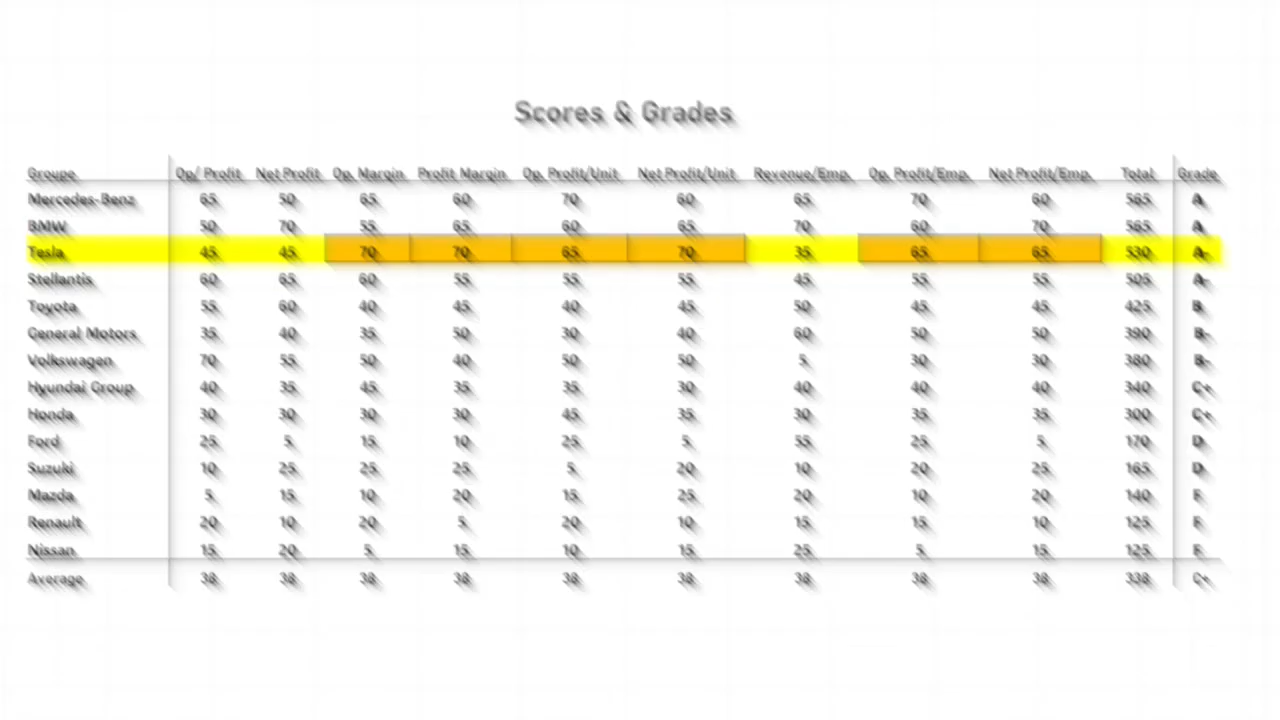 Scores & Grades
Groupe Op/ Profit Net Profit Op. Margin Profit Margin Op. Profit/Unit Net Profit/Unit Revenue/Emp. Op. Profit/Emp. Net Profit/Emp. Total Grade
Mercedes-Benz 65 50 65 60 70 60 65 70 60 565 A
BMW 50 70 55 65 60 65 70 60 70 565 A
Tesla 45 45 70 70 65 70 35 65 65 530 A-
Stellantis 60 65 60 55 55 55 45 55 55 505 A-
Toyota 55 60 40 45 40 45 50 45 45 425 B
General Motors 35 40 35 50 30 40 60 50 50 390 B-
Volkswagen 70 55 50 40 50 50 5 30 30 380 B-
Hyundai Group 40 35 45 35 35 30 40 40 40 340 C+
Honda 30 30 30 30 45 35 30 35 35 300 C+
Ford 25 5 15 10 25 5 55 25 5 170 D
Suzuki 10 25 25 25 5 20 10 20 25 165 D
Mazda 5 15 10 20 15 25 20 10 20 140 F
Renault 20 10 20 5 20 10 15 15 10 125 F
Nissan 15 20 5 15 10 15 25 5 15 125 F
Average 38 38 38 38 38 38 38 38 38 338 C+